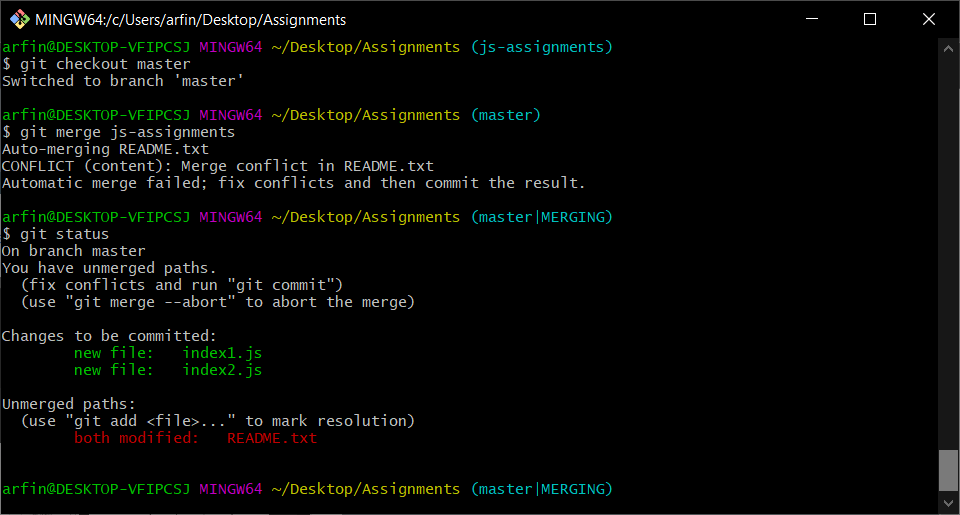 MINGW64:/c/Users/arfin/Desktop/Assignments
arfin@DESKTOP-VFIPCSJ MINGW64 ~/Desktop/Assignments (js-assignments)
$ git checkout master
Switched to branch 'master'
arfin@DESKTOP-VFIPCSJ MINGW64 ~/Desktop/Assignments (master)
$ git merge js-assignments
Auto-merging README.txt
CONFLICT (content): Merge conflict in README.txt
Automatic merge failed; fix conflicts and then commit the result.
arfin@DESKTOP-VFIPCSJ MINGW64 ~/Desktop/Assignments (master|MERGING)
$ git status
On branch master
You have unmerged paths.
  (fix conflicts and run "git commit")
  (use "git merge --abort" to abort the merge)
Changes to be committed:
        new file:   index1.js
        new file:   index2.js
Unmerged paths:
  (use "git add <file>..." to mark resolution)
        both modified:   README.txt
arfin@DESKTOP-VFIPCSJ MINGW64 ~/Desktop/Assignments (master|MERGING)